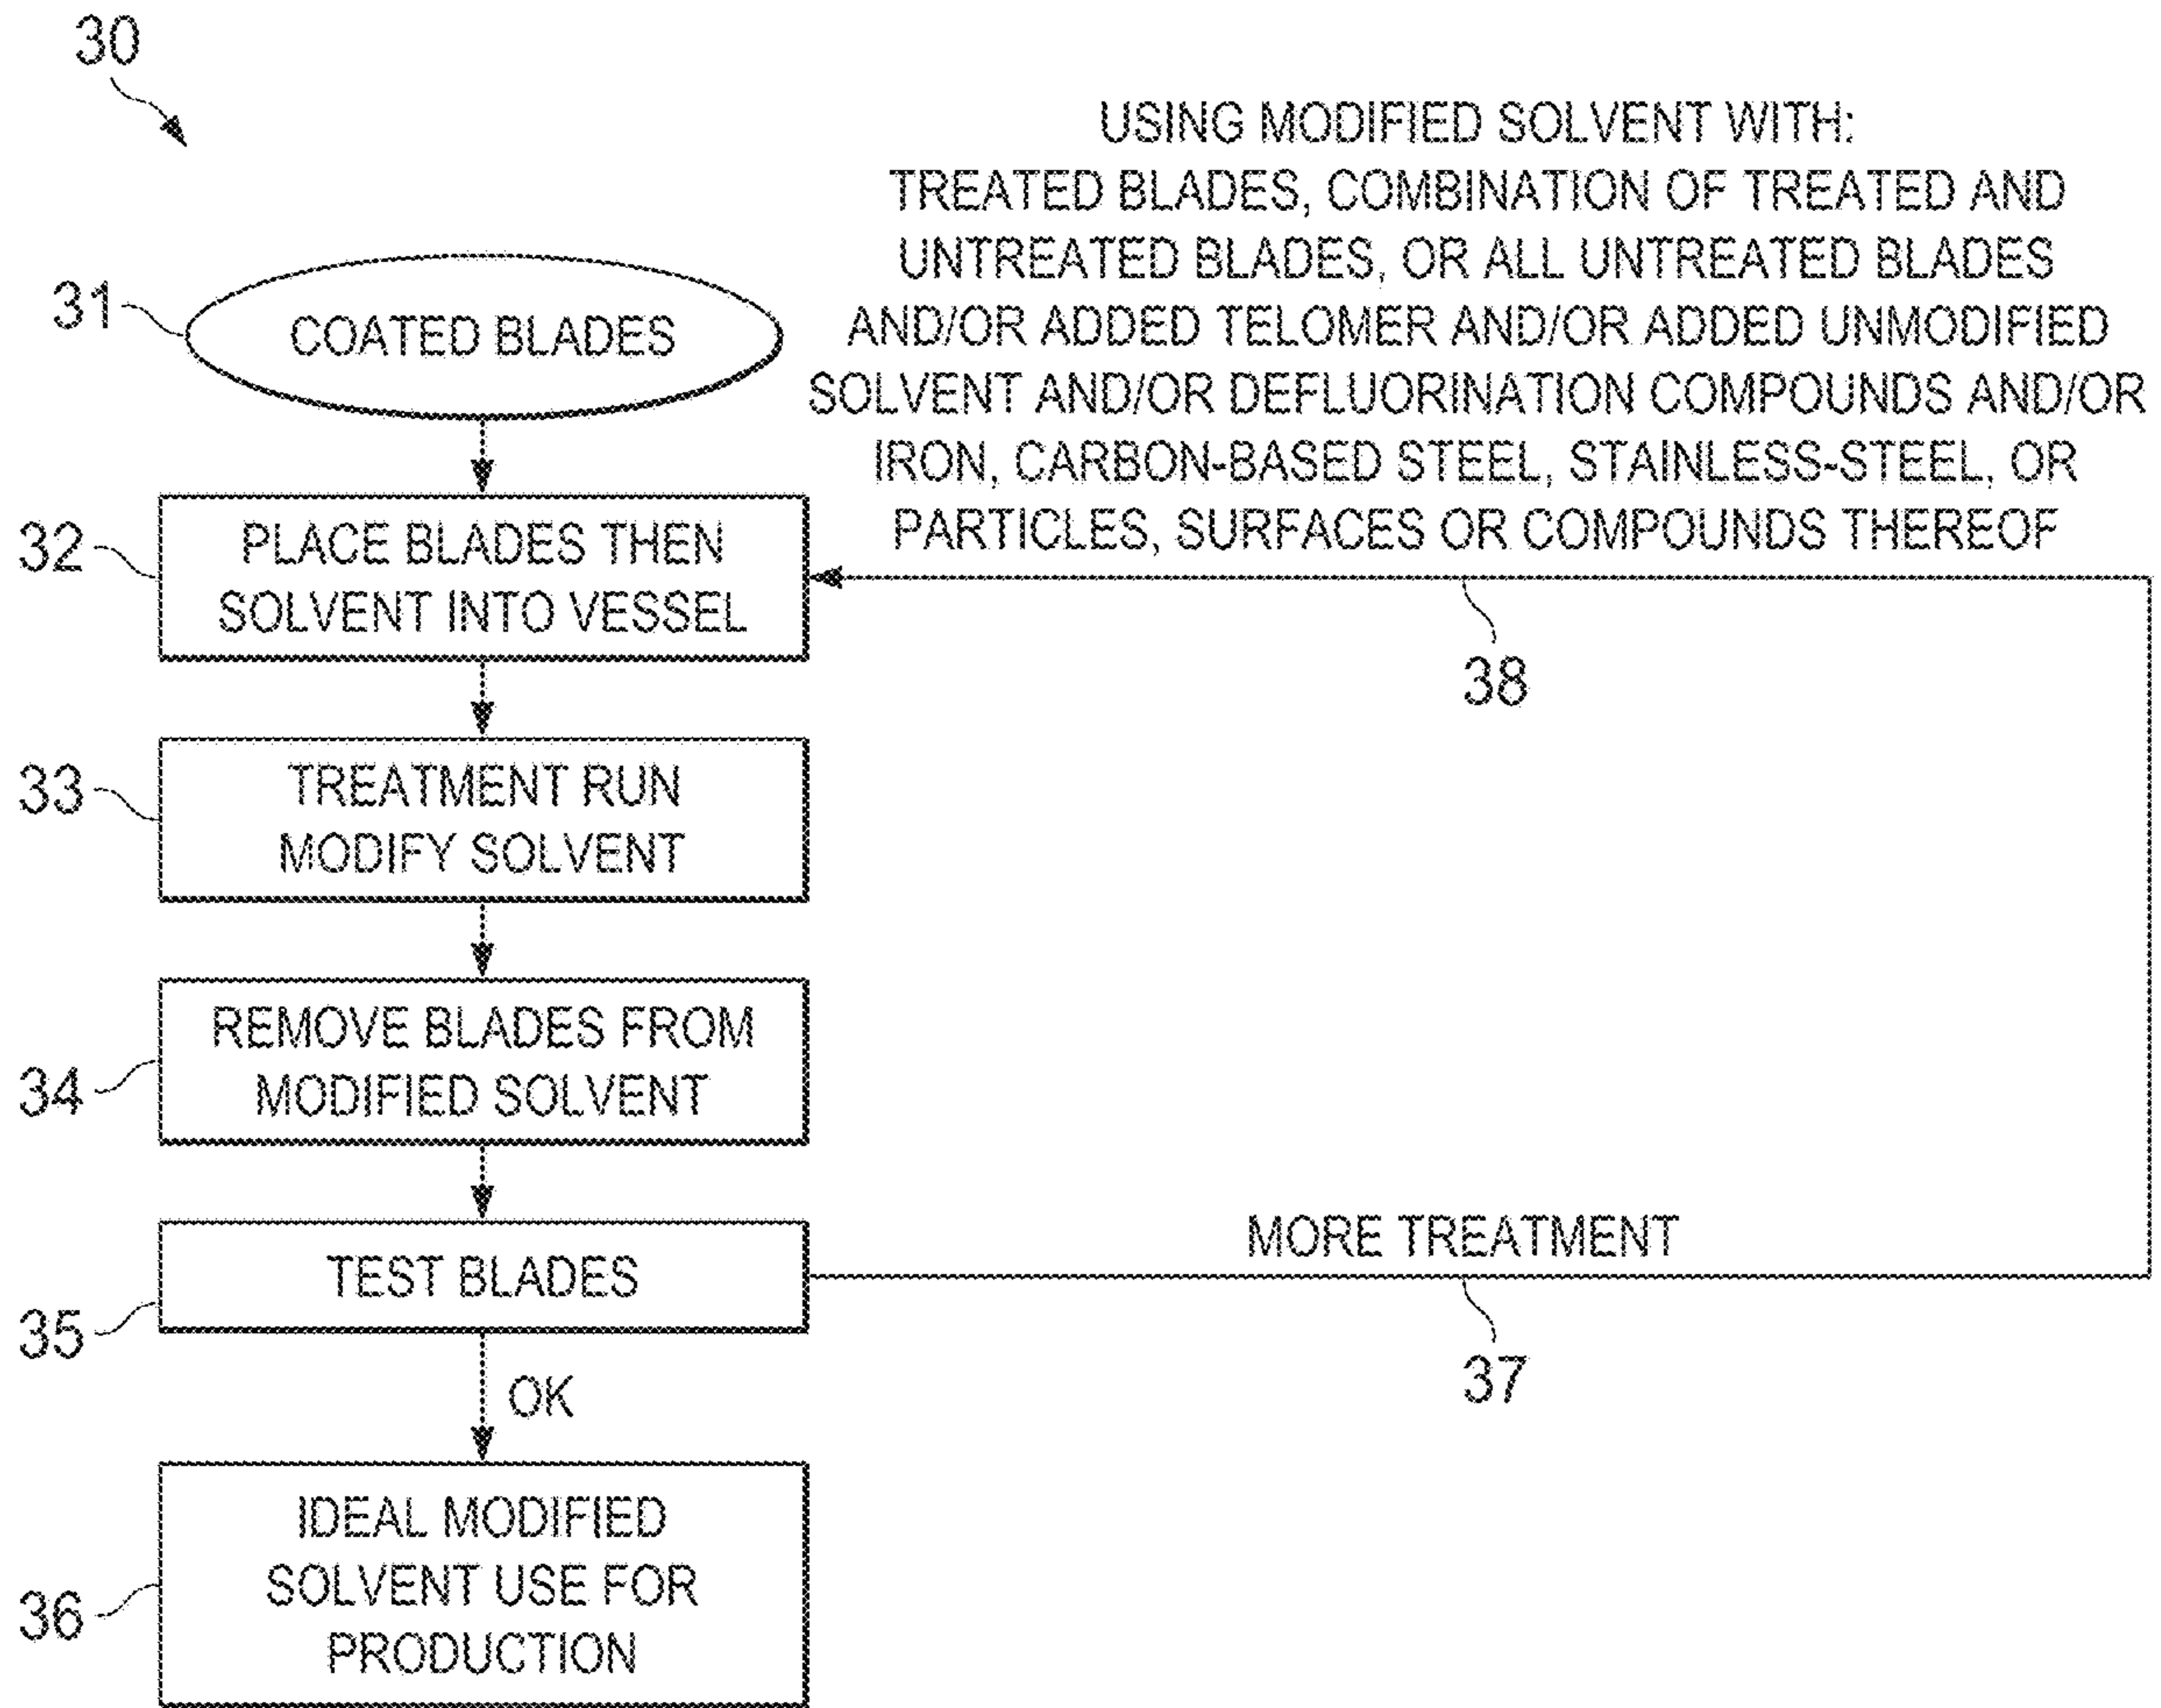 30
USING MODIFIED SOLVENT WITH:
TREATED BLADES, COMBINATION OF TREATED AND
UNTREATED BLADES, OR ALL UNTREATED BLADES
AND/OR ADDED TELOMER AND/OR ADDED UNMODIFIED
SOLVENT AND/OR DEFLUORINATION COMPOUNDS AND/OR
IRON, CARBON-BASED STEEL, STAINLESS-STEEL, OR
PARTICLES, SURFACES OR COMPOUNDS THEREOF
31
COATED BLADES
32
PLACE BLADES THEN
SOLVENT INTO VESSEL
38
33
TREATMENT RUN
MODIFY SOLVENT
34
REMOVE BLADES FROM
MODIFIED SOLVENT
35
TEST BLADES
MORE TREATMENT
37
OK
36
IDEAL MODIFIED
SOLVENT USE FOR
PRODUCTION